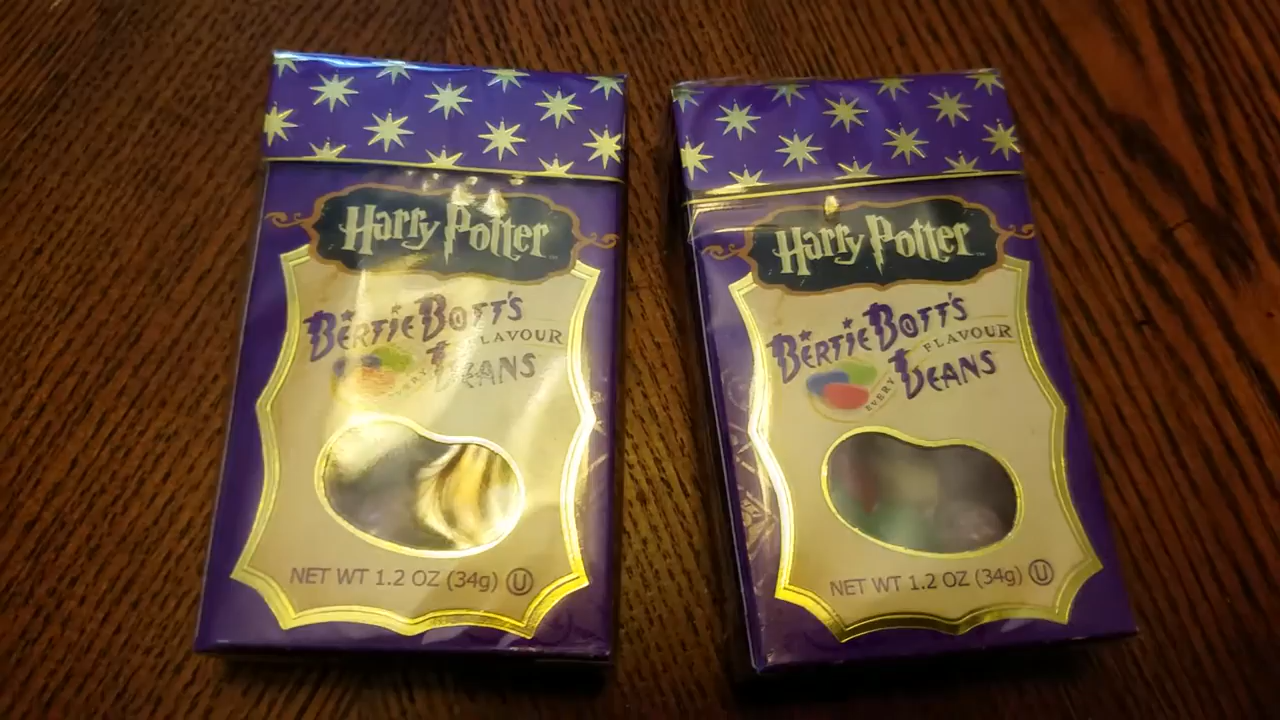 Harry Potter
BERTIE BOTT'S
EVERY FLAVOUR
BEANS
NET WT 1.2 OZ (34g) U
Harry Potter™
BERTIE BOTT'S
EVERY FLAVOUR
BEANS
NET WT 1.2 OZ (34g) U